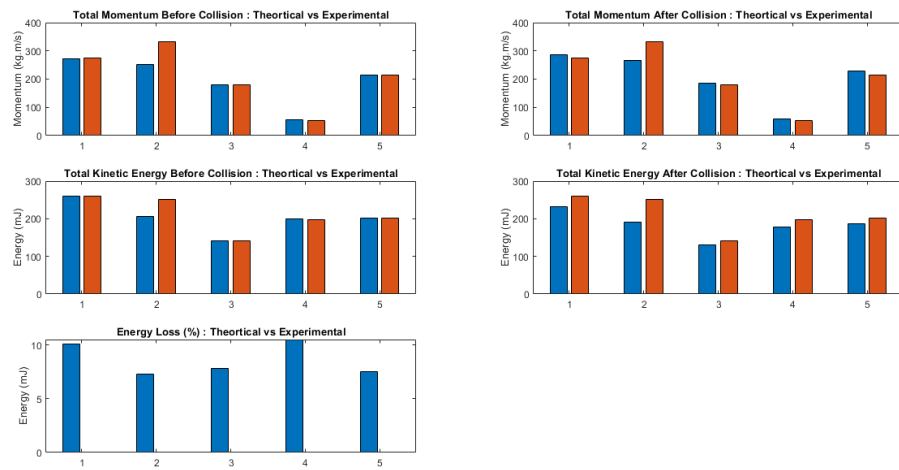 Total Momentum Before Collision : Theortical vs Experimental
Momentum (kg.m/s)
400
300
200
100
0
1 2 3 4 5
Total Momentum After Collision : Theortical vs Experimental
Momentum (kg.m/s)
400
300
200
100
0
1 2 3 4 5
Total Kinetic Energy Before Collision : Theortical vs Experimental
Energy (mJ)
300
200
100
0
1 2 3 4 5
Total Kinetic Energy After Collision : Theortical vs Experimental
Energy (mJ)
300
200
100
0
1 2 3 4 5
Energy Loss (%) : Theortical vs Experimental
Energy (mJ)
10
5
0
1 2 3 4 5